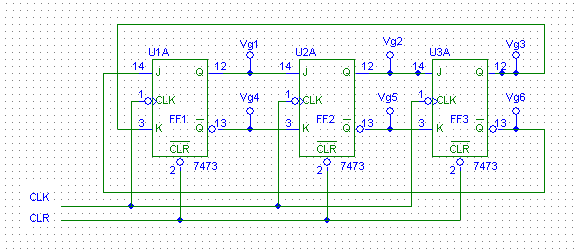 U1A Vg1 U2A Vg2 U3A Vg3
14 J Q 12 14 J Q 12 14 J Q 12
1 CLK Vg4 1 CLK Vg5 1 CLK Vg6
3 K FF1 Q 13 3 K FF2 Q 13 3 K FF3 Q 13
CLR CLR CLR
2 7473 2 7473 2 7473
CLK
CLR